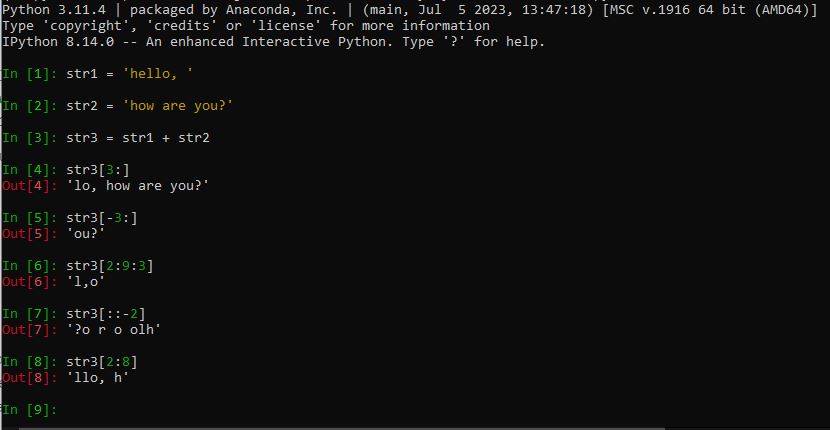 Python 3.11.4 | packaged by Anaconda, Inc. | (main, Jul  5 2023, 13:47:18) [MSC v.1916 64 bit (AMD64)]
Type 'copyright', 'credits' or 'license' for more information
IPython 8.14.0 -- An enhanced Interactive Python. Type '?' for help.
In [1]: str1 = 'hello, '
In [2]: str2 = 'how are you?'
In [3]: str3 = str1 + str2
In [4]: str3[3:]
Out[4]: 'lo, how are you?'
In [5]: str3[-3:]
Out[5]: 'ou?'
In [6]: str3[2:9:3]
Out[6]: 'l,o'
In [7]: str3[::-2]
Out[7]: '?o r o olh'
In [8]: str3[2:8]
Out[8]: 'llo, h'
In [9]: